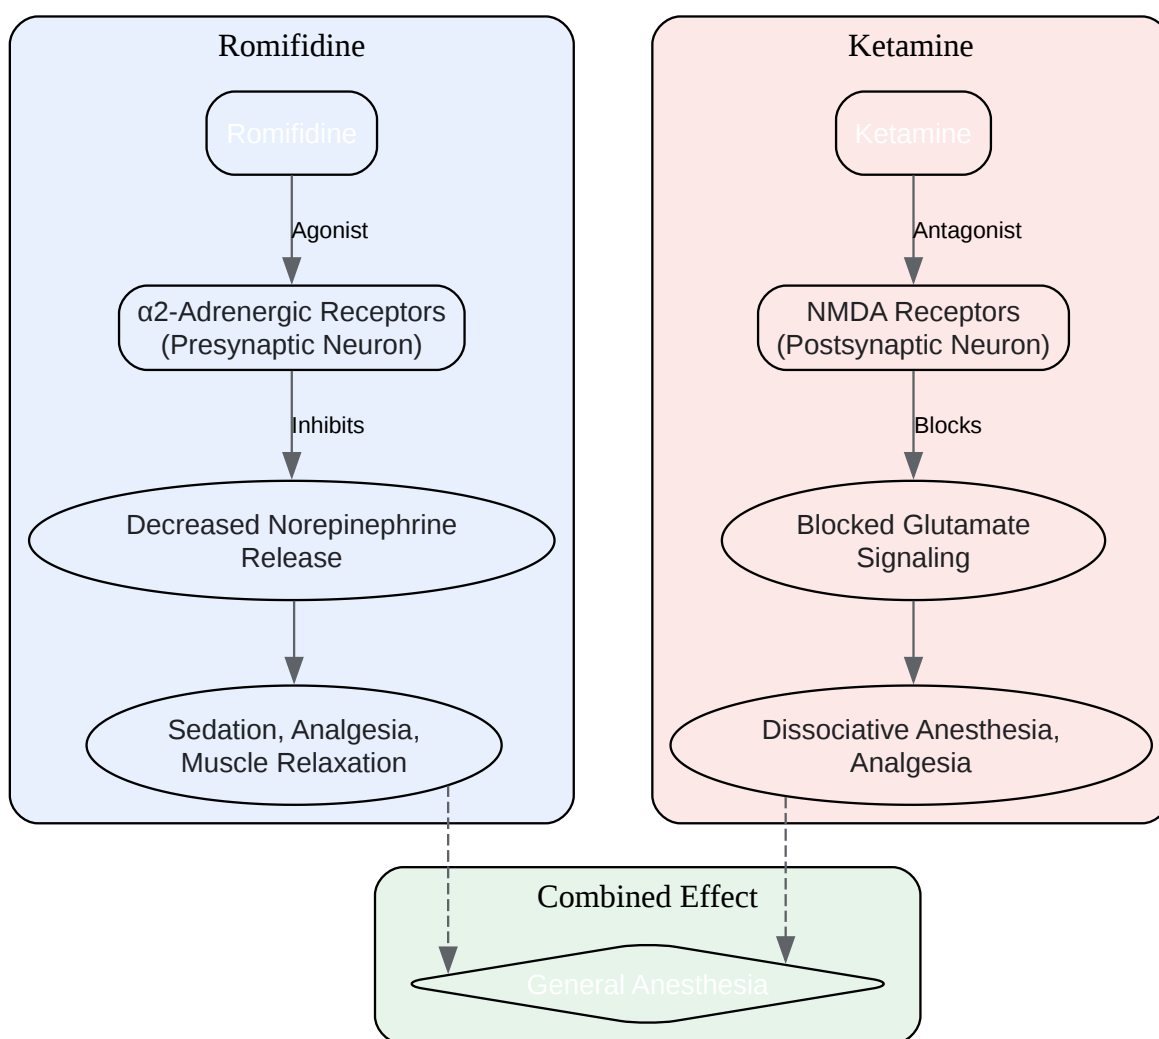 Romifidine
Romifidine
Agonist
α2-Adrenergic Receptors
(Presynaptic Neuron)
Inhibits
Decreased Norepinephrine
Release
Sedation, Analgesia,
Muscle Relaxation
Ketamine
Ketamine
Antagonist
NMDA Receptors
(Postsynaptic Neuron)
Blocks
Blocked Glutamate
Signaling
Dissociative Anesthesia,
Analgesia
Combined Effect
General Anesthesia